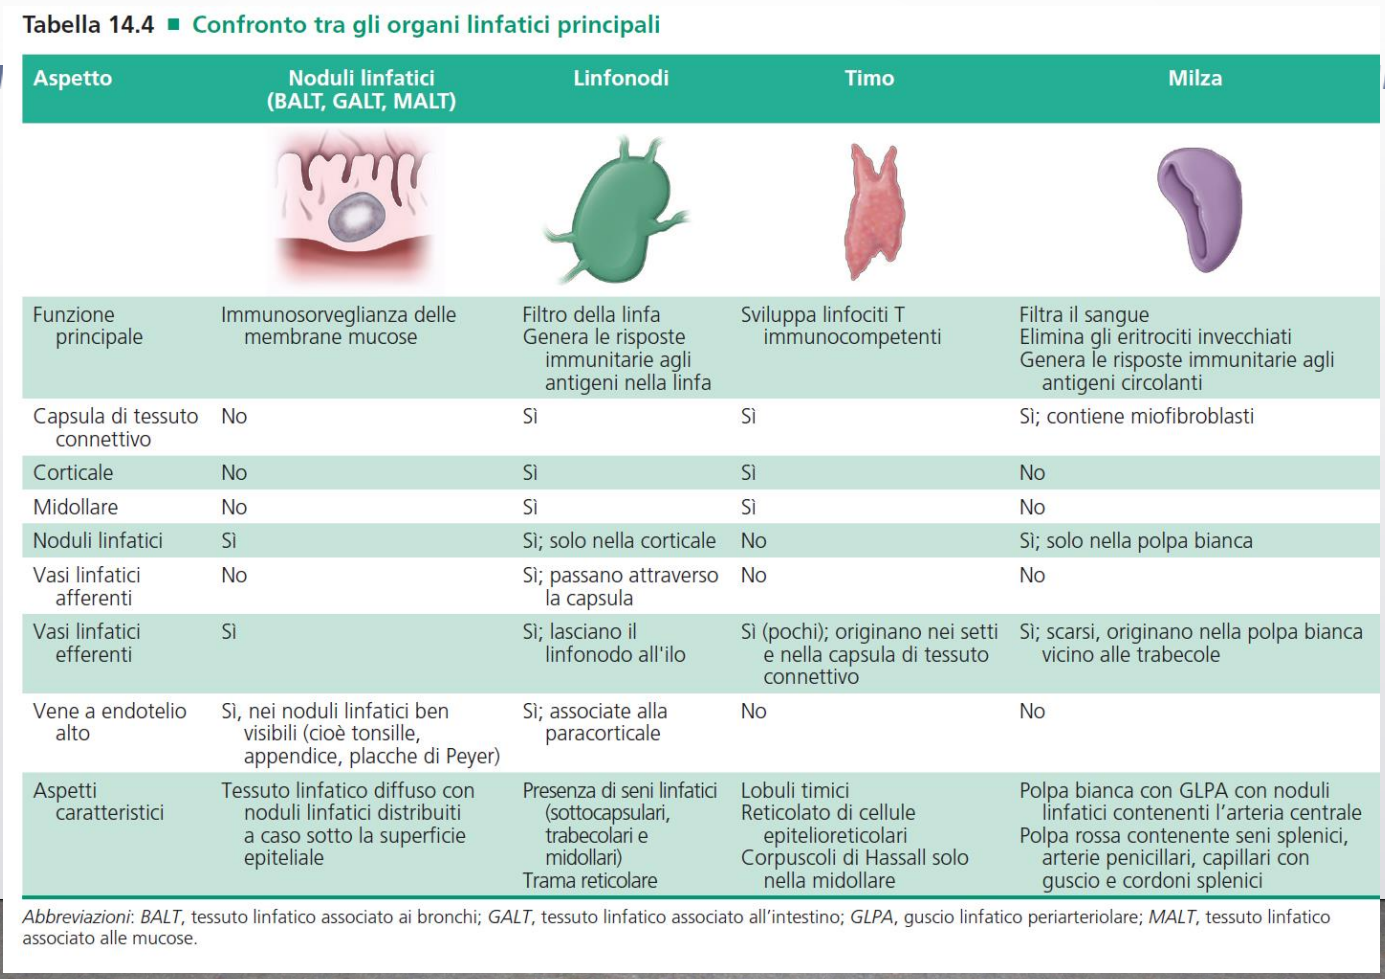 Tabella 14.4 ■ Confronto tra gli organi linfatici principali
Aspetto
Noduli linfatici
(BALT, GALT, MALT)
Linfonodi
Timo
Milza
Funzione
principale
Immunosorveglianza delle
membrane mucose
Filtro della linfa
Genera le risposte
immunitarie agli
antigeni nella linfa
Sviluppa linfociti T
immunocompetenti
Filtra il sangue
Elimina gli eritrociti invecchiati
Genera le risposte immunitarie agli
antigeni circolanti
Capsula di tessuto
connettivo
No
Sì
Sì
Sì; contiene miofibroblasti
Corticale
No
Sì
Sì
No
Midollare
No
Sì
Sì
No
Noduli linfatici
Sì
Sì; solo nella corticale
No
Sì; solo nella polpa bianca
Vasi linfatici
afferenti
No
Sì; passano attraverso
la capsula
No
No
Vasi linfatici
efferenti
Sì
Sì; lasciano il
linfonodo all'ilo
Sì (pochi); originano nei setti
e nella capsula di tessuto
connettivo
Sì; scarsi, originano nella polpa bianca
vicino alle trabecole
Vene a endotelio
alto
Sì, nei noduli linfatici ben
visibili (cioè tonsille,
appendice, placche di Peyer)
Sì; associate alla
paracorticale
No
No
Aspetti
caratteristici
Tessuto linfatico diffuso con
noduli linfatici distribuiti
a caso sotto la superficie
epiteliale
Presenza di seni linfatici
(sottocapsulari,
trabecolari e
midollari)
Trama reticolare
Lobuli timici
Reticolato di cellule
epitelioreticolari
Corpuscoli di Hassall solo
nella midollare
Polpa bianca con GLPA con noduli
linfatici contenenti l’arteria centrale
Polpa rossa contenente seni splenici,
arterie penicillari, capillari con
guscio e cordoni splenici
Abbreviazioni: BALT, tessuto linfatico associato ai bronchi; GALT, tessuto linfatico associato all’intestino; GLPA, guscio linfatico periarteriolare; MALT, tessuto linfatico
associato alle mucose.